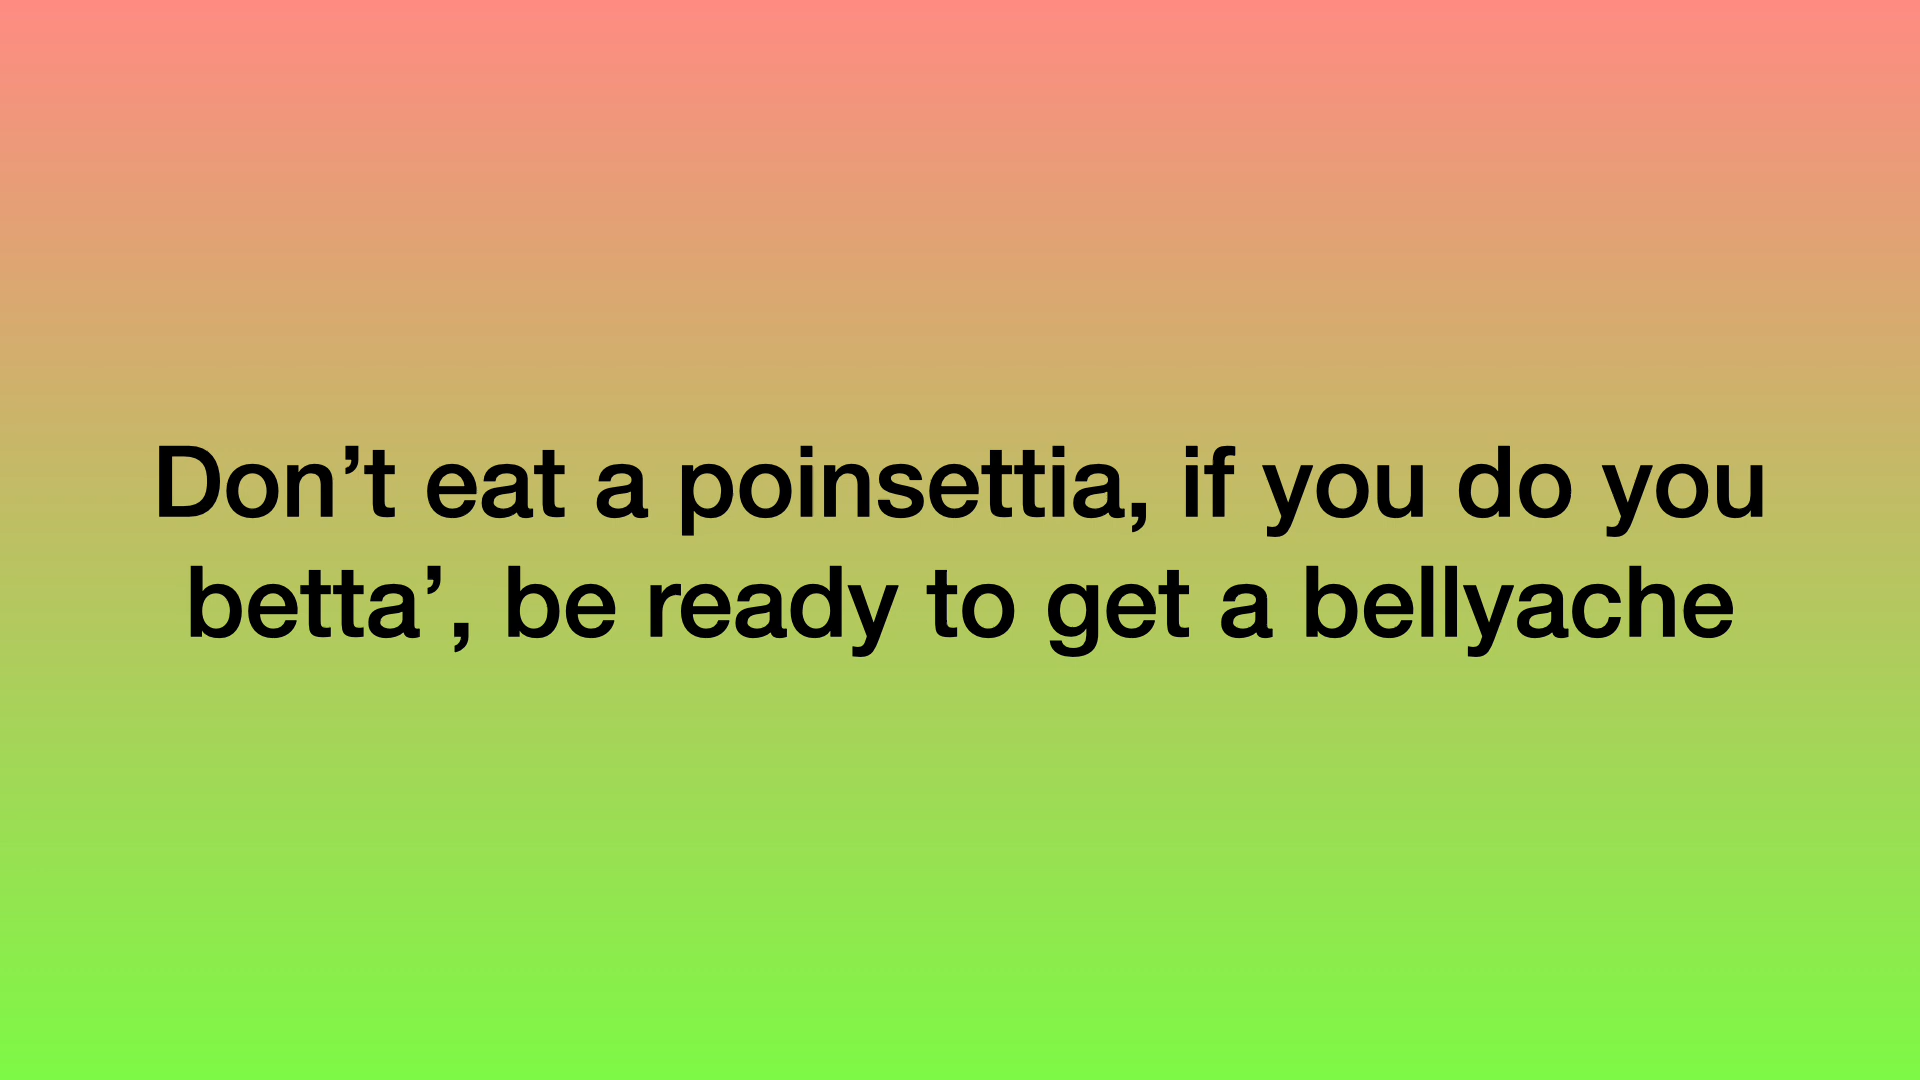 Don’t eat a poinsettia, if you do you
betta’, be ready to get a bellyache